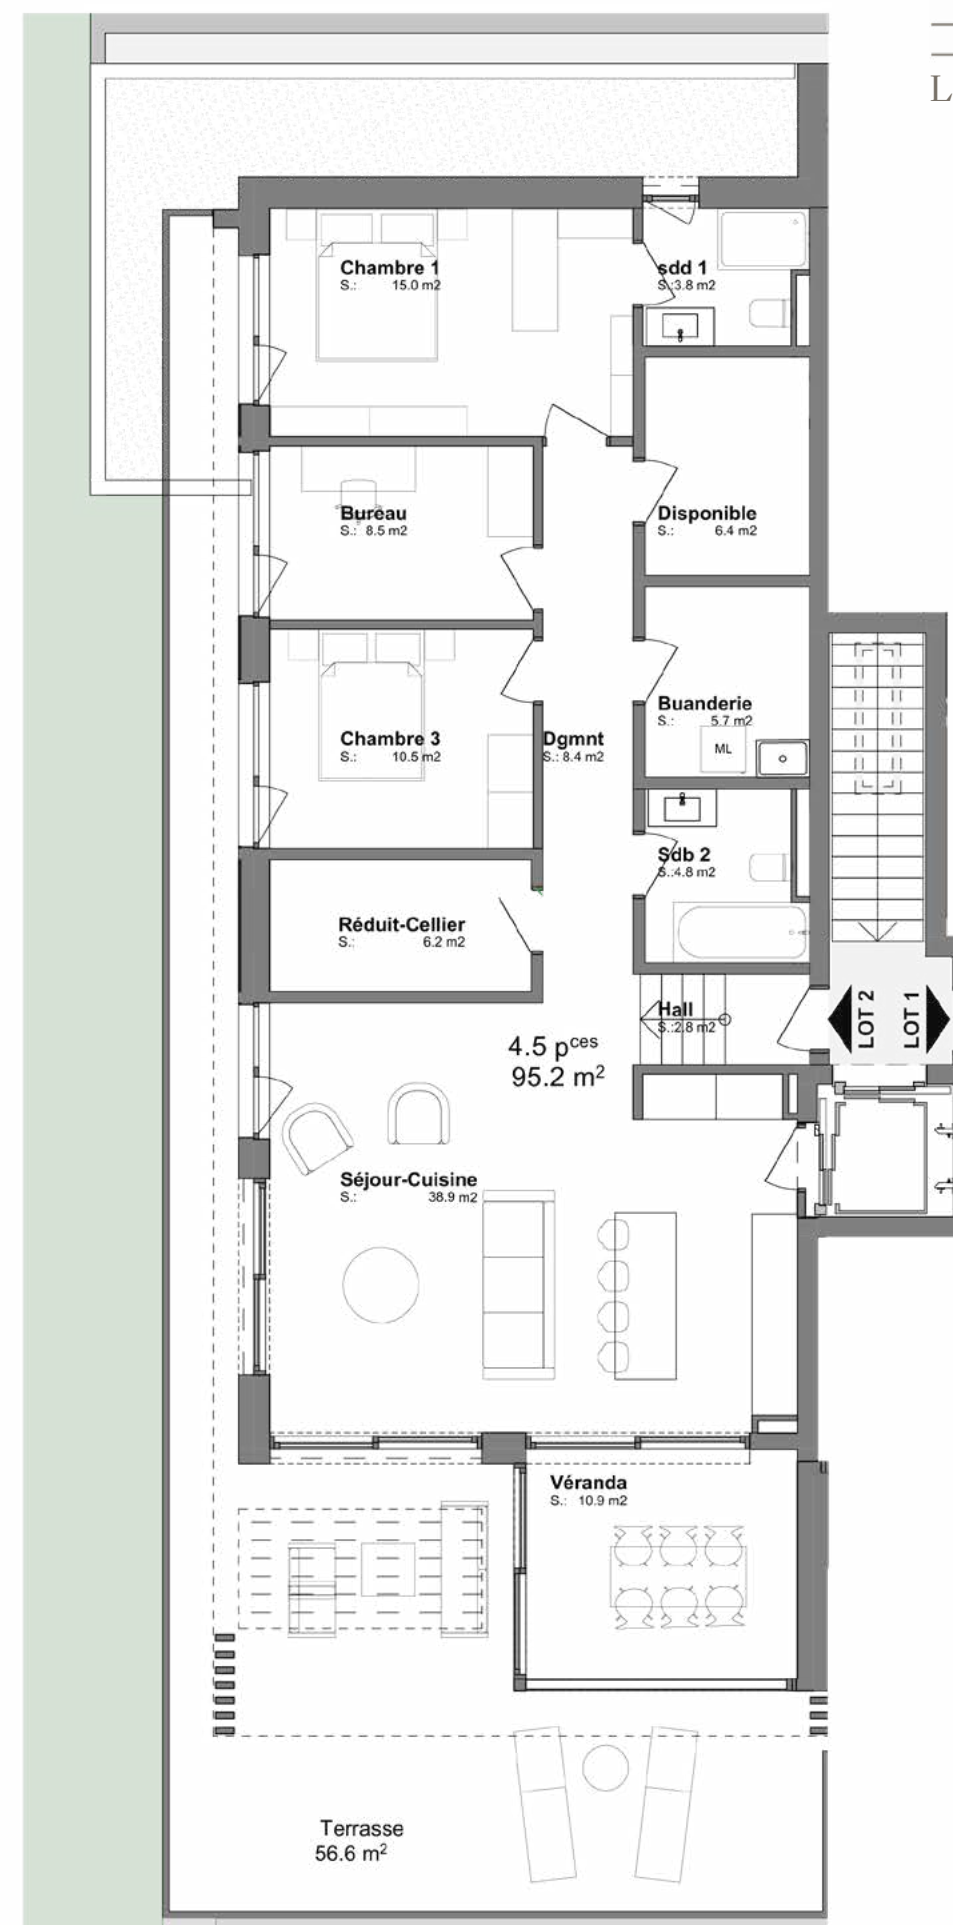 L
Chambre 1
S.: 15.0 m2
sdd 1
S.:3.8 m2
Bureau
S.: 8.5 m2
Disponible
S.: 6.4 m2
Chambre 3
S.: 10.5 m2
Dgmnt
S.: 8.4 m2
Buanderie
S.: 5.7 m2
ML
Sdb 2
S.:4.8 m2
Réduit-Cellier
S.: 6.2 m2
Hall
S.:2.8 m2
LOT 2
LOT 1
4.5 pces
95.2 m2
Séjour-Cuisine
S.: 38.9 m2
Véranda
S.: 10.9 m2
Terrasse
56.6 m2